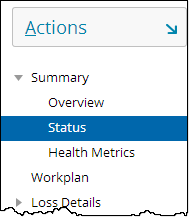 Actions
Summary
Overview
Status
Health Metrics
Workplan
Loss Details